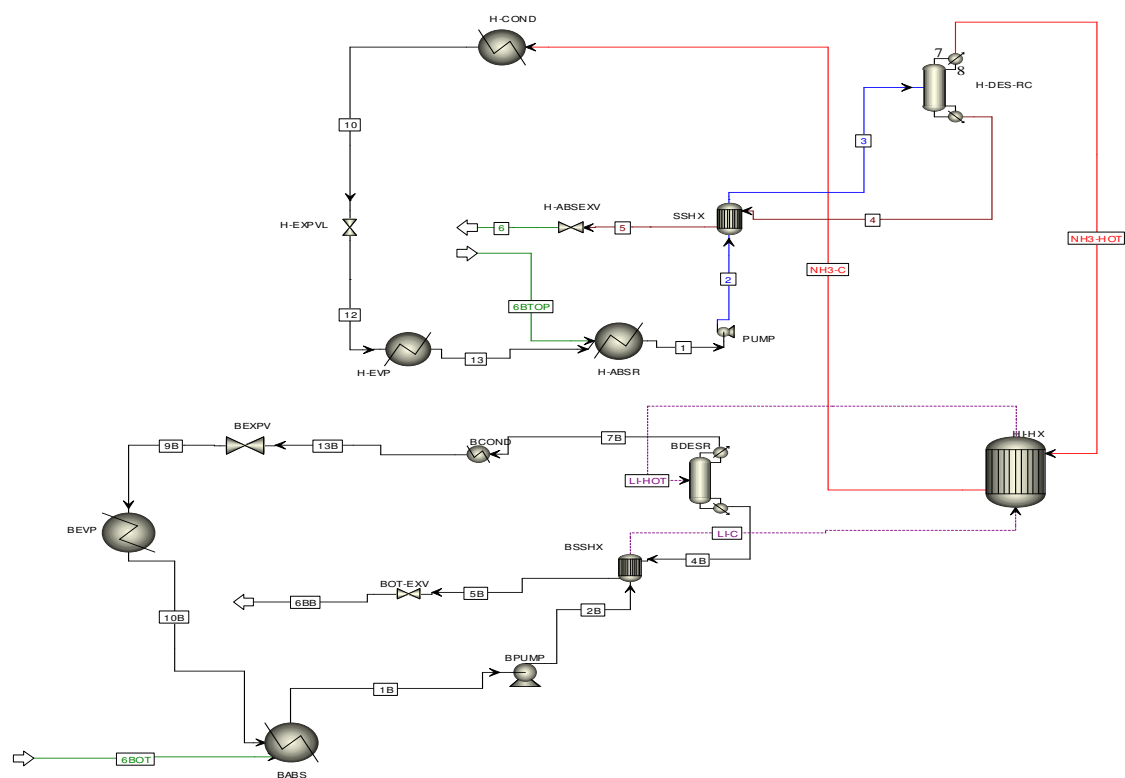 H-COND
7
8
H-DES-RC
10
3
H-ABSEXV
SSHX
H-EXPVL
6
5
4
NH3-HOT
NH3-C
2
6BTOP
12
PUMP
13
1
H-EVP
H-ABSR
BEXPV
7B
HI-HX
9B
13B
BCOND
BDESR
LI-HOT
BEVP
LI-C
BSSHX
4B
BOT-EXV
5B
6BB
2B
10B
BPUMP
1B
6BOT
BABS